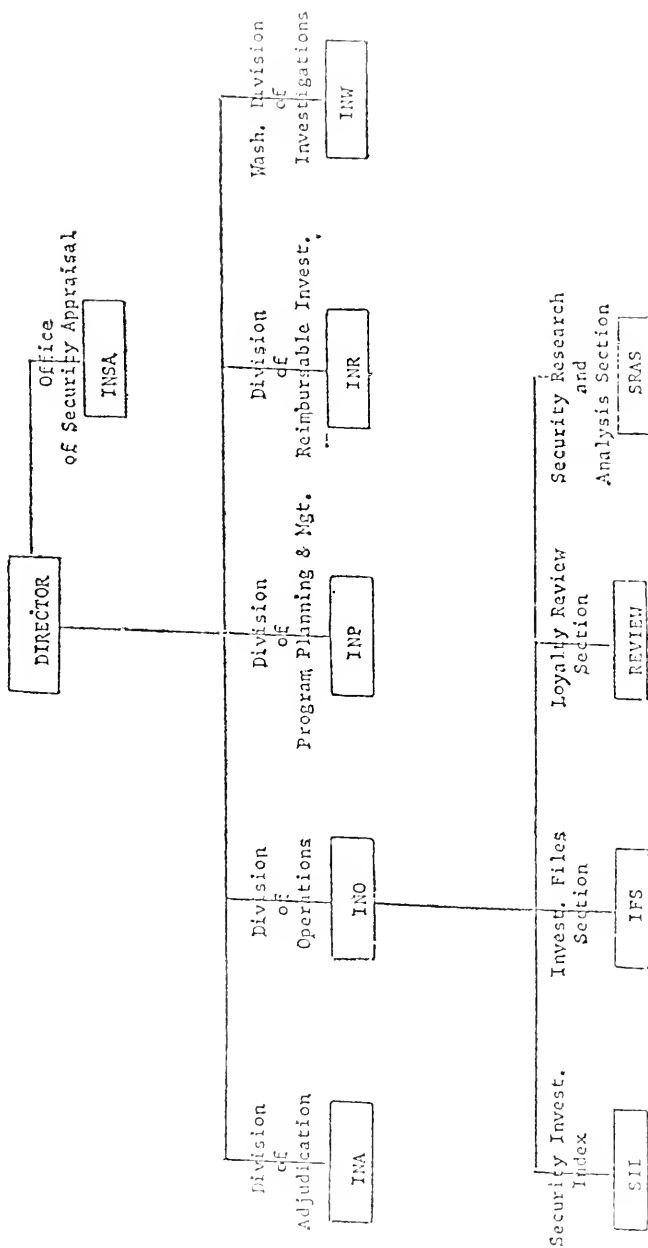 DIRECTOR
Office
of Security Appraisal
INSA
Division
of
Adjudication
INA
Division
of
Operations
INO
Division
of
Program Planning & Mgt.
INP
Division
of
Reimbursable Invest.
INR
Wash. Division
of
Investigations
INW
Security Invest.
Index
SII
Invest. Files
Section
IFS
Loyalty Review
Section
REVIEW
Security Research
and
Analysis Section
SRAS